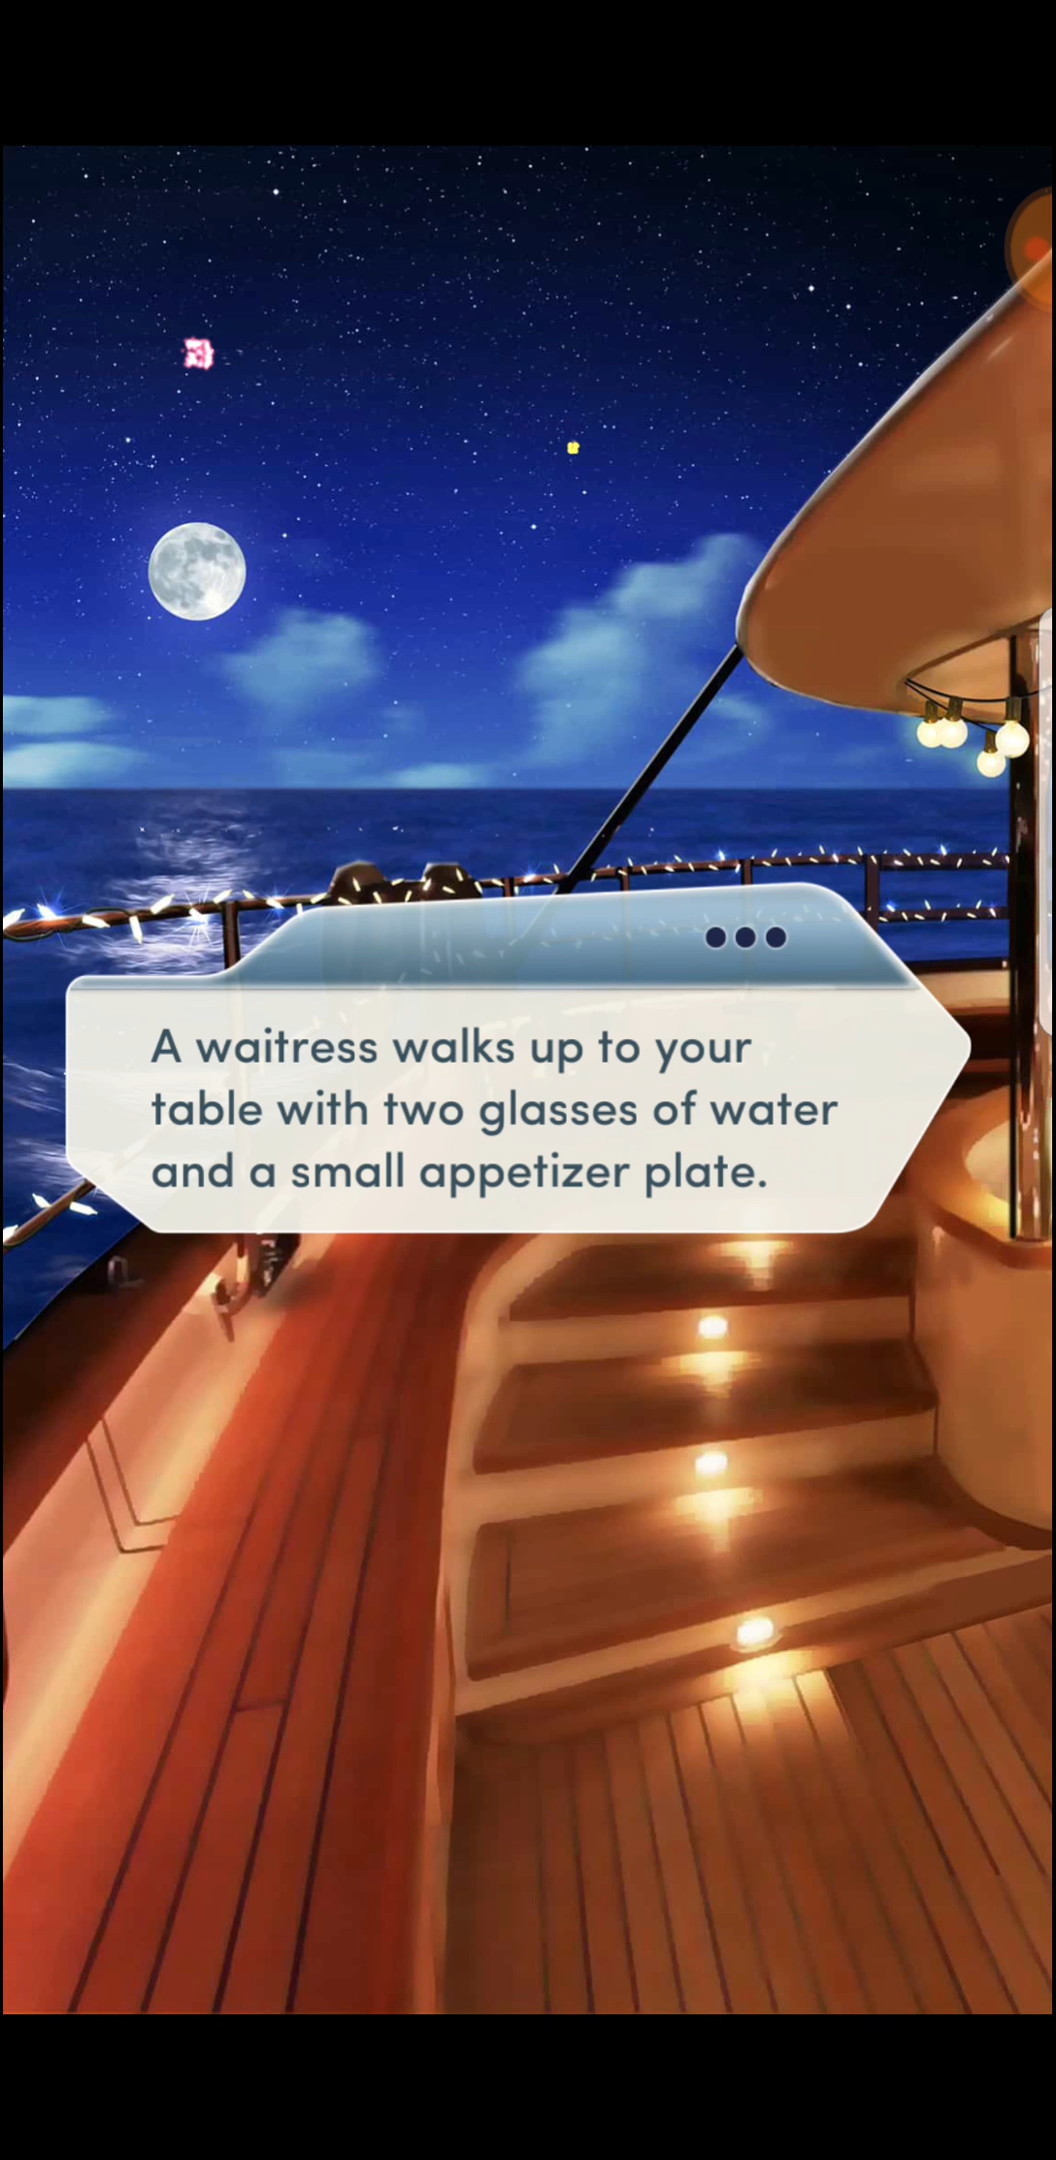 A waitress walks up to your
table with two glasses of water
and a small appetizer plate.